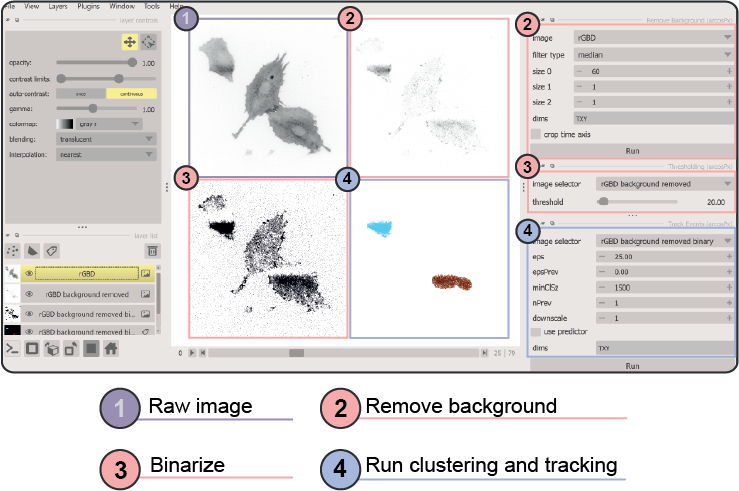 File View Layers Plugins Window Tools Help
layer controls
opacity: 1.00
contrast limits:
auto-contrast: once continuous
gamma: 1.00
colormap: gray r
blending: translucent
interpolation: nearest
layer list
rGBD
rGBD background removed
rGBD background removed bi...
rGBD background removed bi...
1
2
3
4
0 25 79
Remove Background (arcosPx)
2
image rGBD
filter type median
size 0 60
size 1 1
size 2 1
dims TXY
crop time axis
Run
Thresholding (arcosPx)
3
image selector rGBD background removed
threshold 20.00
Track Events (arcosPx)
4
image selector rGBD background removed binary
eps 25.00
epsPrev 0.00
minClSz 1500
nPrev 1
downscale 1
use predictor
dims TXY
Run
1 Raw image
2 Remove background
3 Binarize
4 Run clustering and tracking